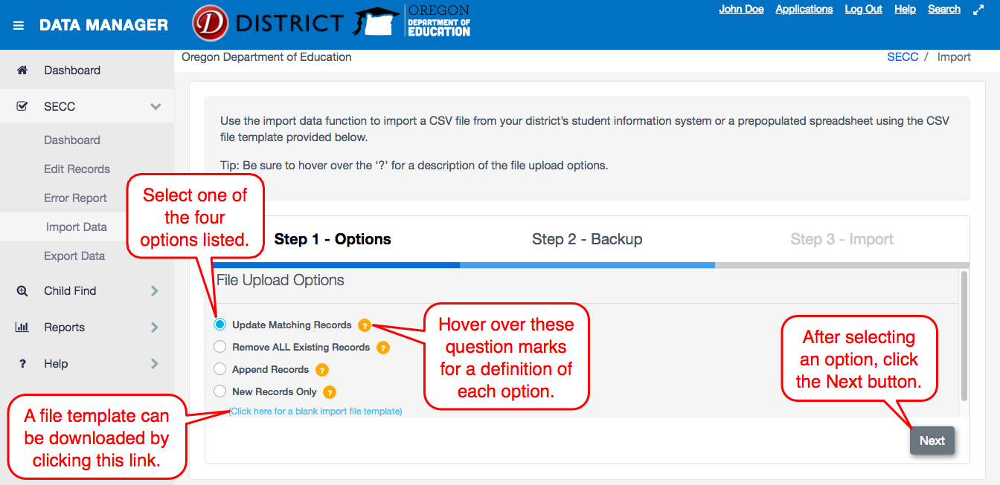 DATA MANAGER
D DISTRICT
OREGON
DEPARTMENT OF
EDUCATION
John Doe Applications Log Out Help Search
Dashboard
SECC
Dashboard
Edit Records
Error Report
Import Data
Export Data
Child Find
Reports
? Help
Oregon Department of Education
SECC / Import
Use the import data function to import a CSV file from your district’s student information system or a prepopulated spreadsheet using the CSV
file template provided below.
Tip: Be sure to hover over the ‘?’ for a description of the file upload options.
Select one of
the four
options listed.
Step 1 - Options
Step 2 - Backup
Step 3 - Import
File Upload Options
Update Matching Records ?
Remove ALL Existing Records ?
Append Records ?
New Records Only ?
(Click here for a blank import file template)
Hover over these
question marks
for a definition of
each option.
After selecting
an option, click
the Next button.
A file template can
be downloaded by
clicking this link.
Next